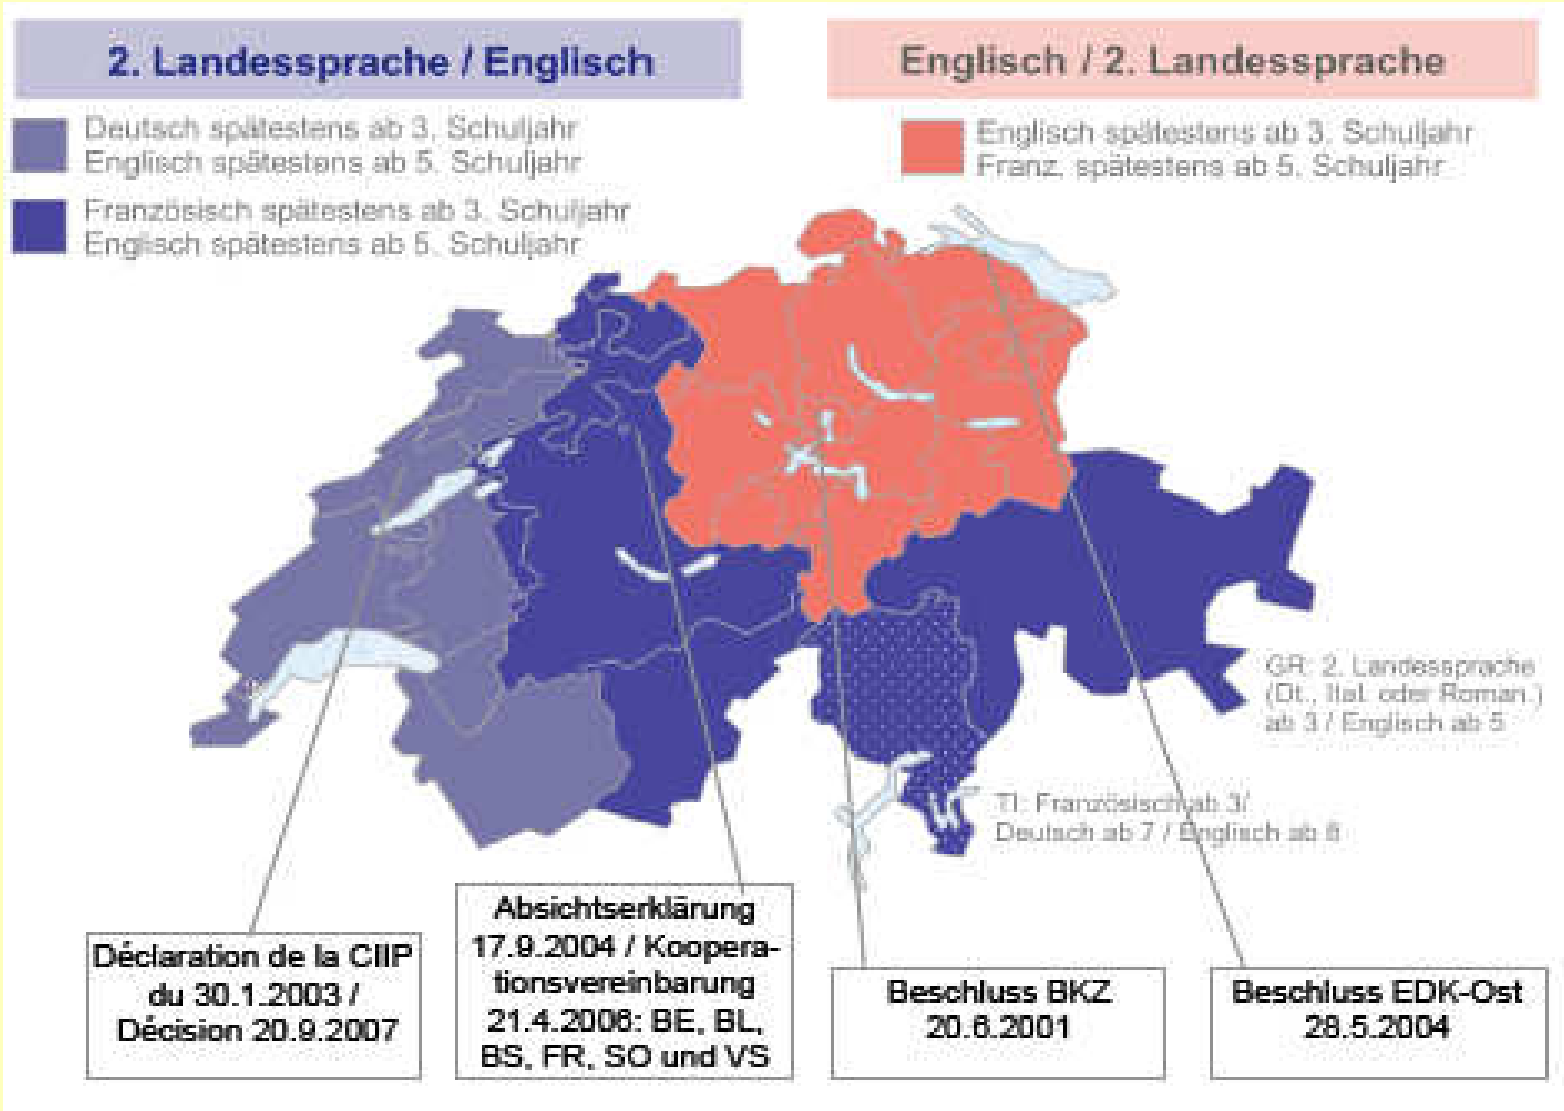 2. Landessprache / Englisch
Englisch / 2. Landessprache
Deutsch spätestens ab 3. Schuljahr
Englisch spätestens ab 5. Schuljahr
Französisch spätestens ab 3. Schuljahr
Englisch spätestens ab 5. Schuljahr
Englisch spätestens ab 3. Schuljahr
Franz. spätestens ab 5. Schuljahr
GR: 2. Landessprache
(Dt., Ital. oder Roman.)
ab 3 / Englisch ab 5
TI: Französisch ab 3/
Deutsch ab 7 / Englisch ab 8
Déclaration de la CIIP
du 30.1.2003 /
Décision 20.9.2007
Absichtserklärung
17.9.2004 / Koopera-
tionsvereinbarung
21.4.2006: BE, BL,
BS, FR, SO und VS
Beschluss BKZ
20.6.2001
Beschluss EDK-Ost
28.5.2004